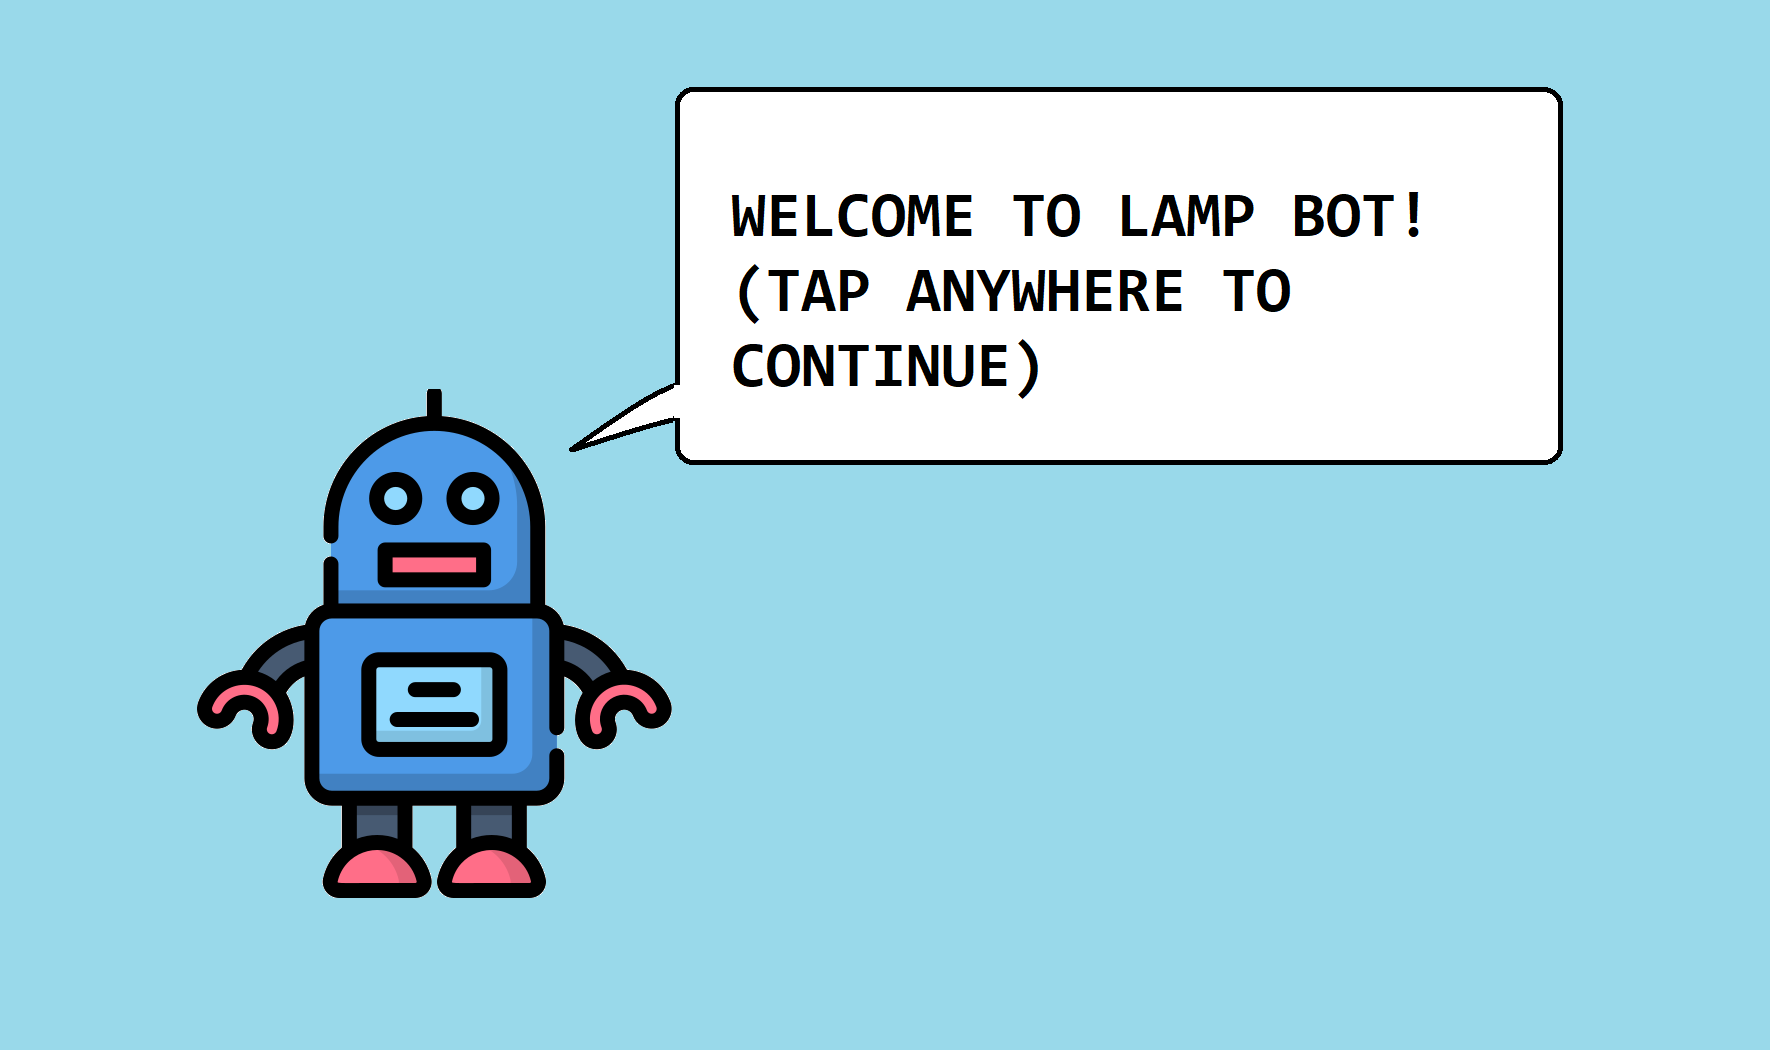 WELCOME TO LAMP BOT!
(TAP ANYWHERE TO
CONTINUE)